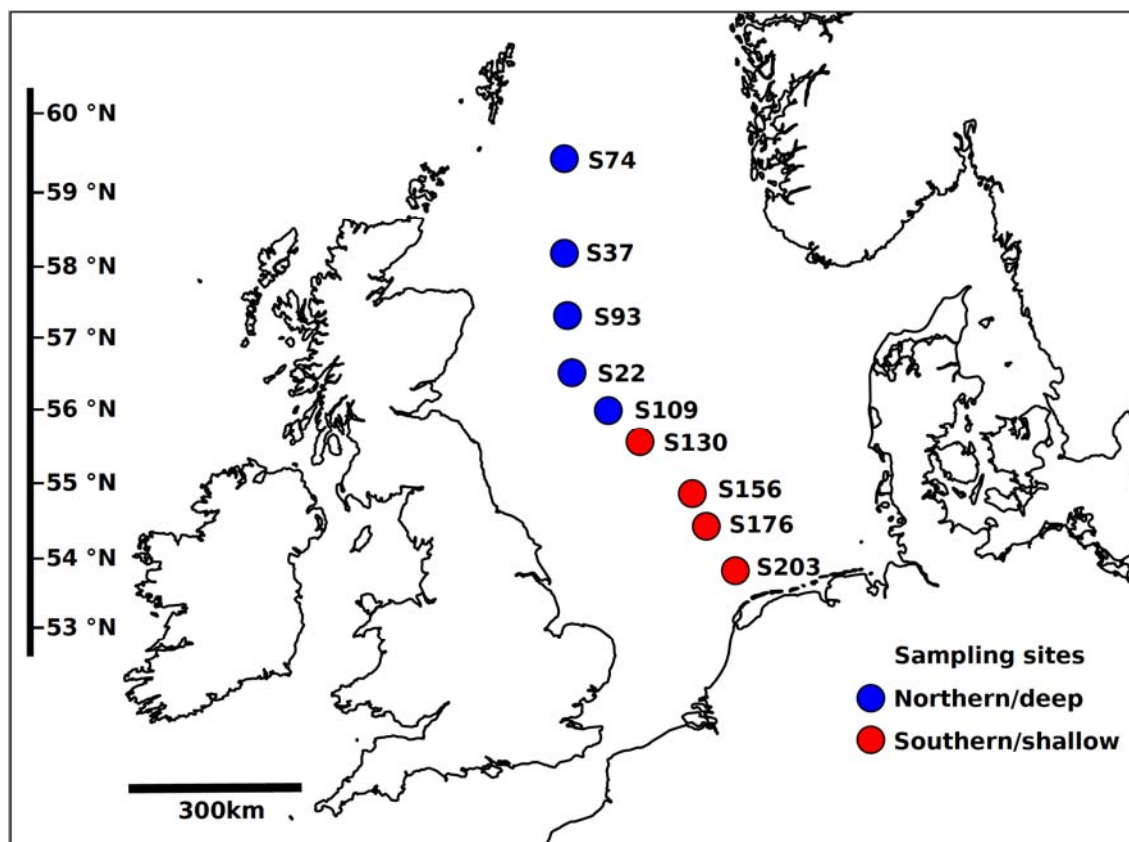 60 °N
S74
59 °N
S37
58 °N
S93
57 °N
S22
56 °N
S109
S130
55 °N
S156
S176
54 °N
S203
53 °N
Sampling sites
Northern/deep
Southern/shallow
300km